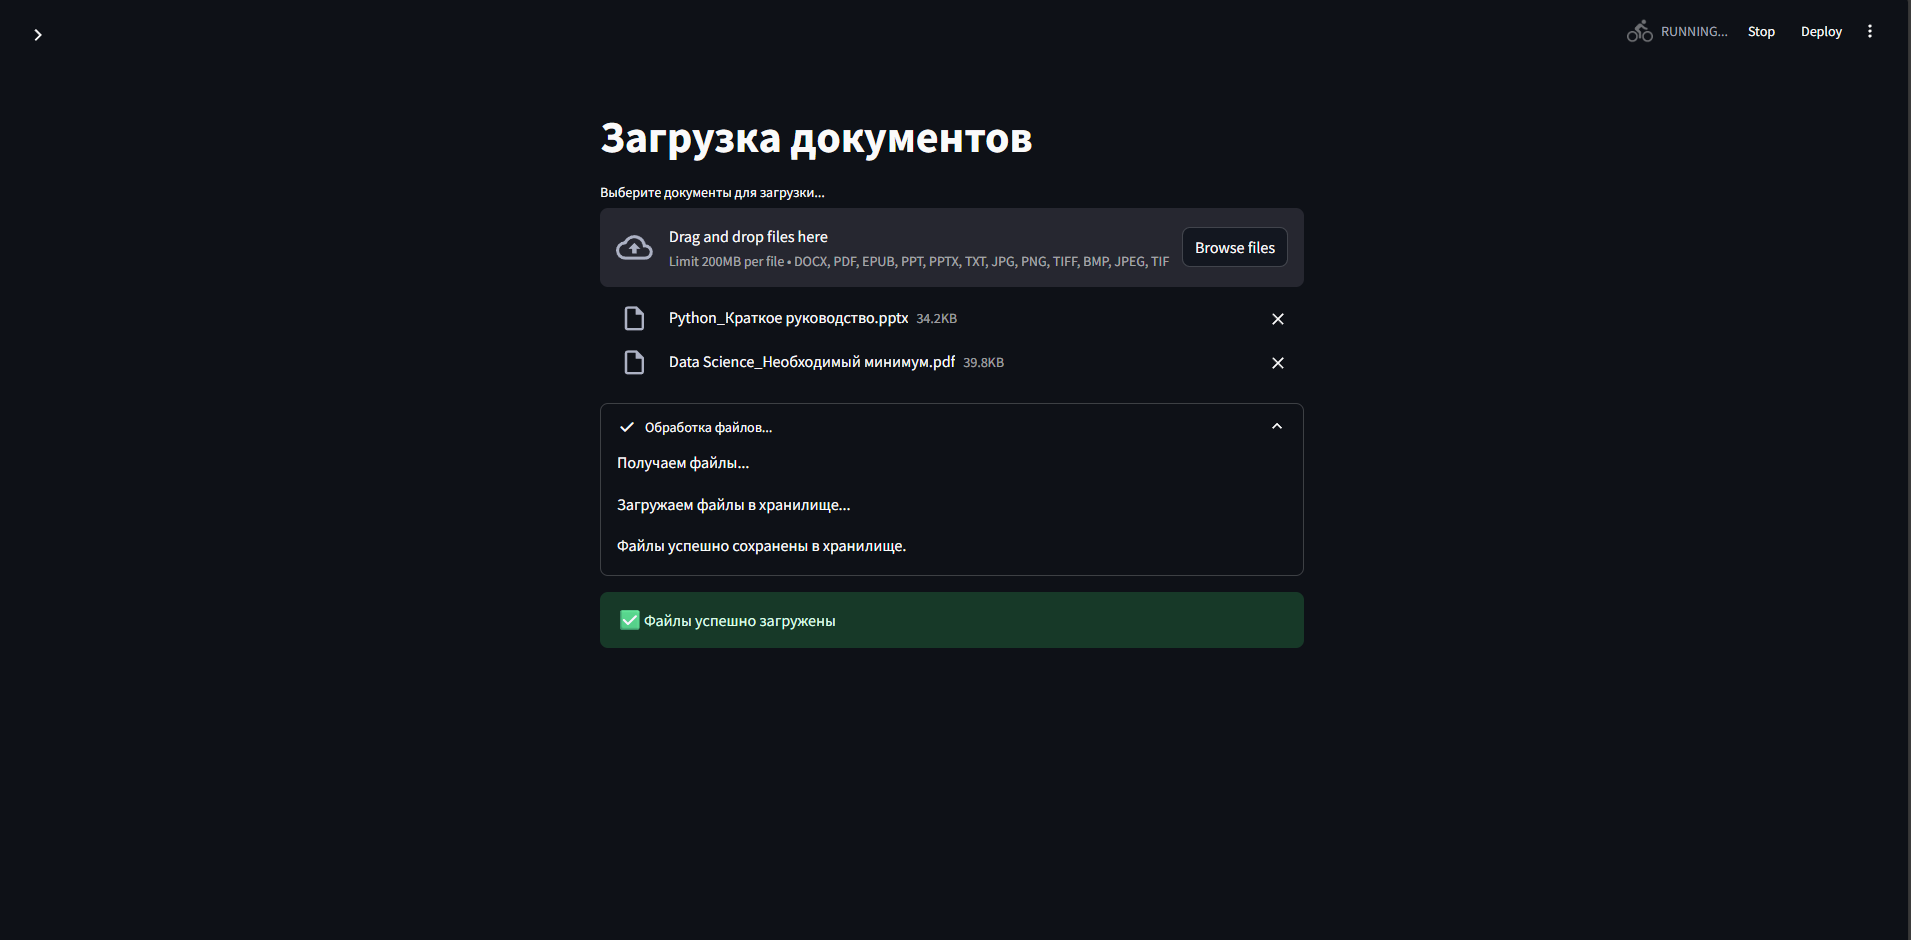 RUNNING...
Stop
Deploy
Загрузка документов
Выберите документы для загрузки...
Drag and drop files here
Limit 200MB per file • DOCX, PDF, EPUB, PPT, PPTX, TXT, JPG, PNG, TIFF, BMP, JPEG, TIF
Browse files
Python_Краткое руководство.pptx 34.2KB
Data Science_Необходимый минимум.pdf 39.8KB
Обработка файлов...
Получаем файлы...
Загружаем файлы в хранилище...
Файлы успешно сохранены в хранилище.
✅ Файлы успешно загружены